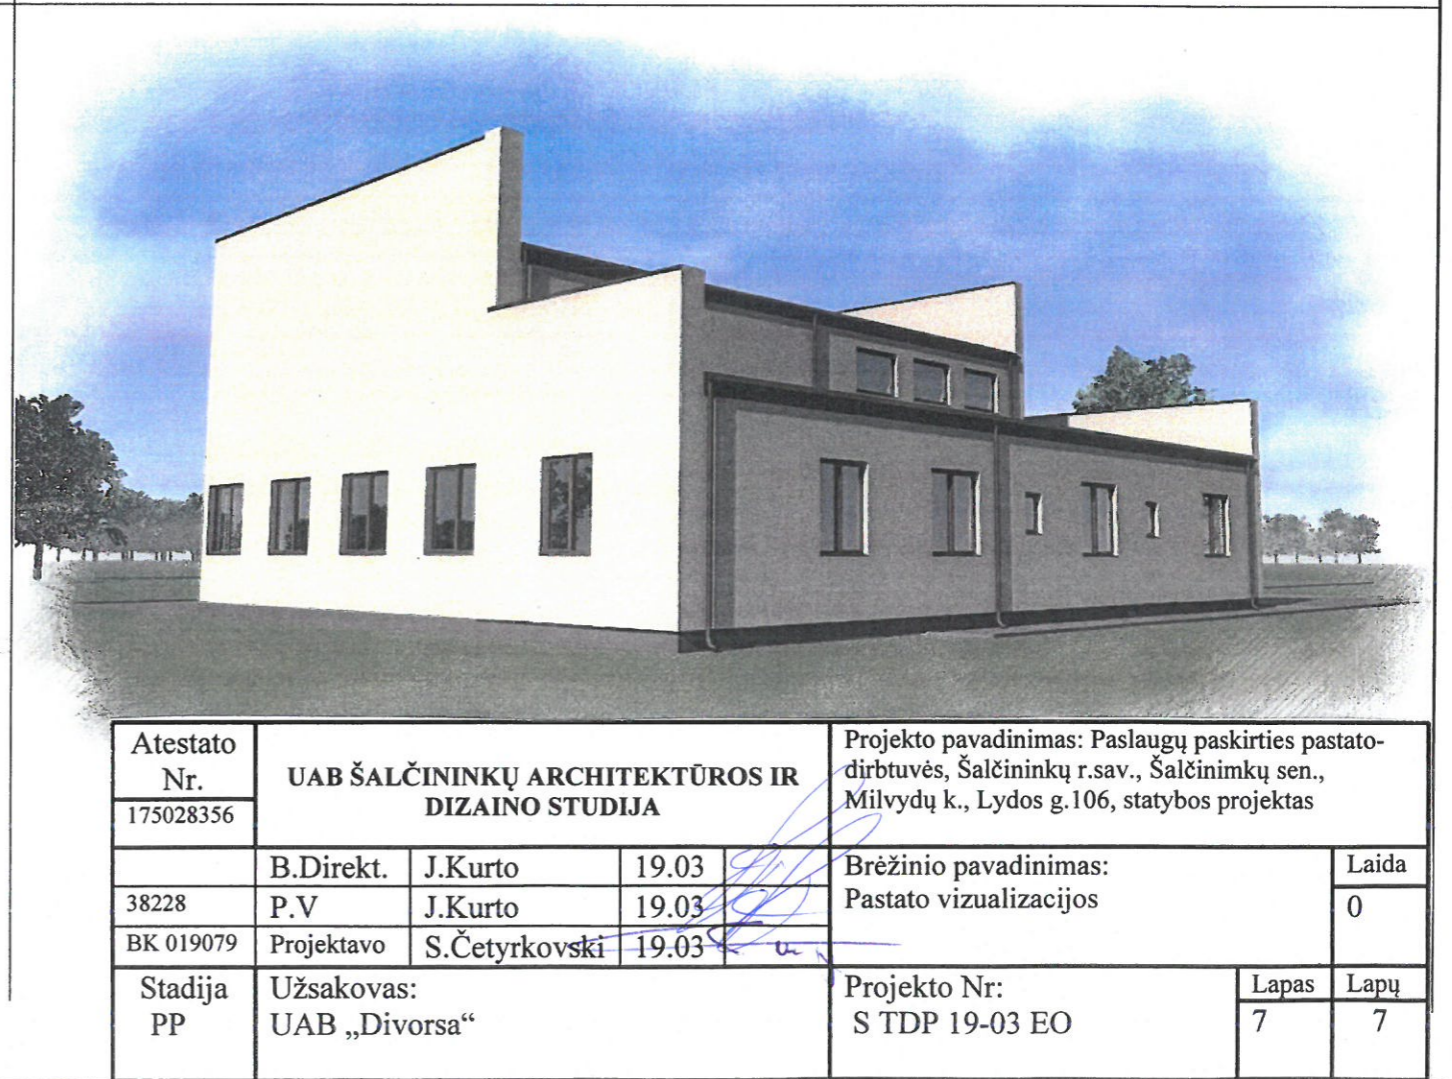 Atestato
Nr.
175028356
UAB ŠALČININKŲ ARCHITEKTŪROS IR
DIZAINO STUDIJA
Projekto pavadinimas: Paslaugų paskirties pastato-
dirbtuvės, Šalčininkų r.sav., Šalčinimkų sen.,
Milvydų k., Lydos g.106, statybos projektas
B.Direkt. J.Kurto 19.03
38228 P.V J.Kurto 19.03
BK 019079 Projektavo S.Četyrkovski 19.03
Brėžinio pavadinimas:
Pastato vizualizacijos
Laida
0
Stadija
PP
Užsakovas:
UAB „Divorsa“
Projekto Nr:
S TDP 19-03 EO
Lapas
7
Lapų
7